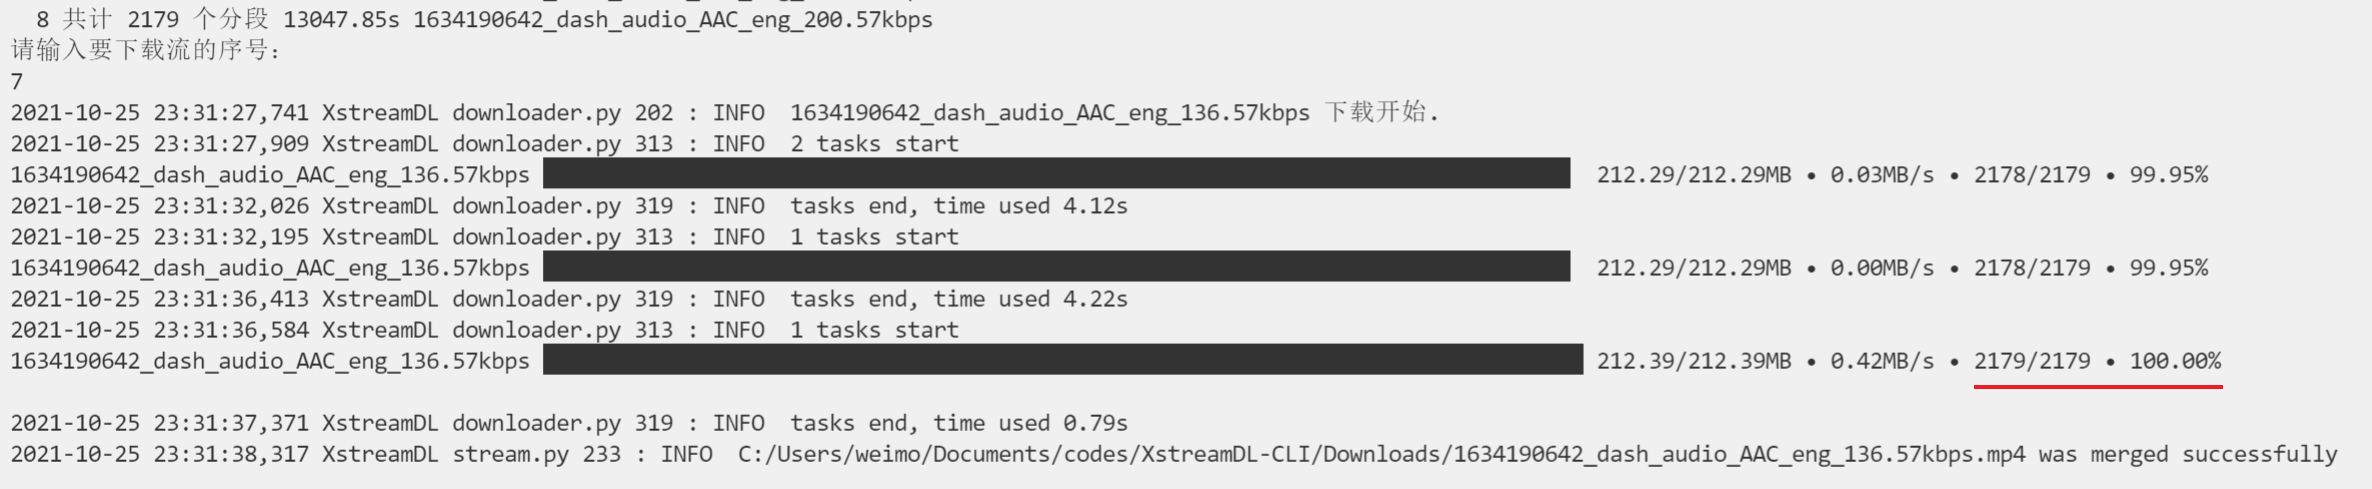 8 共计 2179 个分段 13047.85s 1634190642_dash_audio_AAC_eng_200.57kbps
请输入要下载流的序号:
7
2021-10-25 23:31:27,741 XstreamDL downloader.py 202 : INFO  1634190642_dash_audio_AAC_eng_136.57kbps 下载开始.
2021-10-25 23:31:27,909 XstreamDL downloader.py 313 : INFO  2 tasks start
1634190642_dash_audio_AAC_eng_136.57kbps 212.29/212.29MB • 0.03MB/s • 2178/2179 • 99.95%
2021-10-25 23:31:32,026 XstreamDL downloader.py 319 : INFO  tasks end, time used 4.12s
2021-10-25 23:31:32,195 XstreamDL downloader.py 313 : INFO  1 tasks start
1634190642_dash_audio_AAC_eng_136.57kbps 212.29/212.29MB • 0.00MB/s • 2178/2179 • 99.95%
2021-10-25 23:31:36,413 XstreamDL downloader.py 319 : INFO  tasks end, time used 4.22s
2021-10-25 23:31:36,584 XstreamDL downloader.py 313 : INFO  1 tasks start
1634190642_dash_audio_AAC_eng_136.57kbps 212.39/212.39MB • 0.42MB/s • 2179/2179 • 100.00%
2021-10-25 23:31:37,371 XstreamDL downloader.py 319 : INFO  tasks end, time used 0.79s
2021-10-25 23:31:38,317 XstreamDL stream.py 233 : INFO  C:/Users/weimo/Documents/codes/XstreamDL-CLI/Downloads/1634190642_dash_audio_AAC_eng_136.57kbps.mp4 was merged successfully